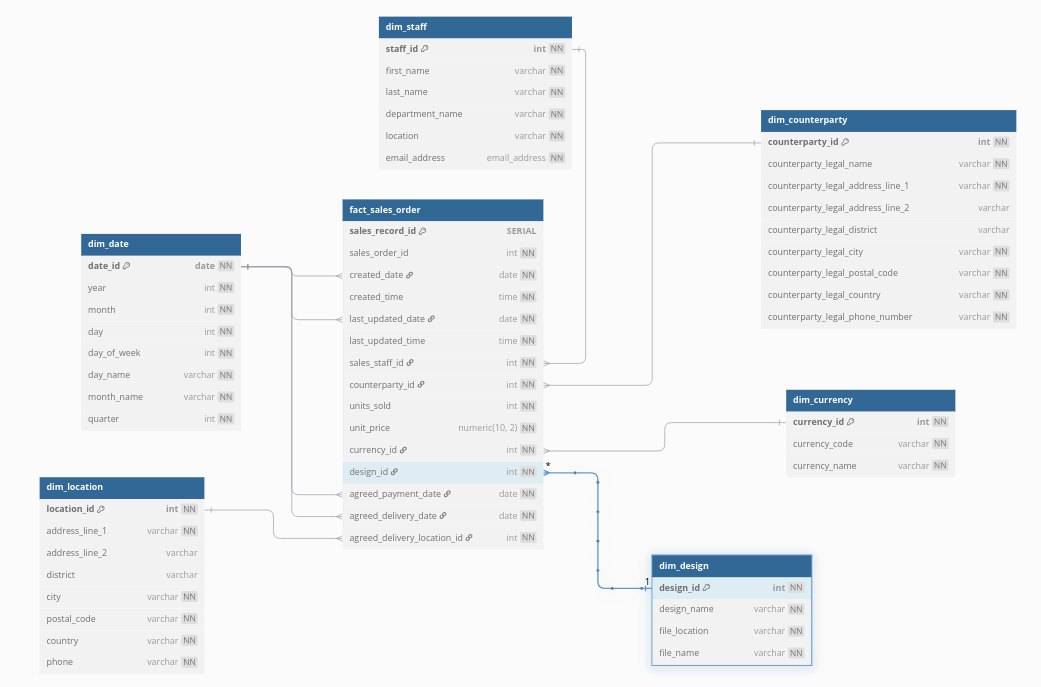 dim_staff
staff_id int NN
first_name varchar NN
last_name varchar NN
department_name varchar NN
location varchar NN
email_address email_address NN
dim_counterparty
counterparty_id int NN
counterparty_legal_name varchar NN
counterparty_legal_address_line_1 varchar NN
counterparty_legal_address_line_2 varchar
counterparty_legal_district varchar
counterparty_legal_city varchar NN
counterparty_legal_postal_code varchar NN
counterparty_legal_country varchar NN
counterparty_legal_phone_number varchar NN
fact_sales_order
sales_record_id SERIAL
sales_order_id int NN
created_date date NN
created_time time NN
last_updated_date date NN
last_updated_time time NN
sales_staff_id int NN
counterparty_id int NN
units_sold int NN
unit_price numeric(10, 2) NN
currency_id int NN
design_id int NN
agreed_payment_date date NN
agreed_delivery_date date NN
agreed_delivery_location_id int NN
*
1
dim_date
date_id date NN
year int NN
month int NN
day int NN
day_of_week int NN
day_name varchar NN
month_name varchar NN
quarter int NN
dim_currency
currency_id int NN
currency_code varchar NN
currency_name varchar NN
dim_location
location_id int NN
address_line_1 varchar NN
address_line_2 varchar
district varchar
city varchar NN
postal_code varchar NN
country varchar NN
phone varchar NN
dim_design
design_id int NN
design_name varchar NN
file_location varchar NN
file_name varchar NN